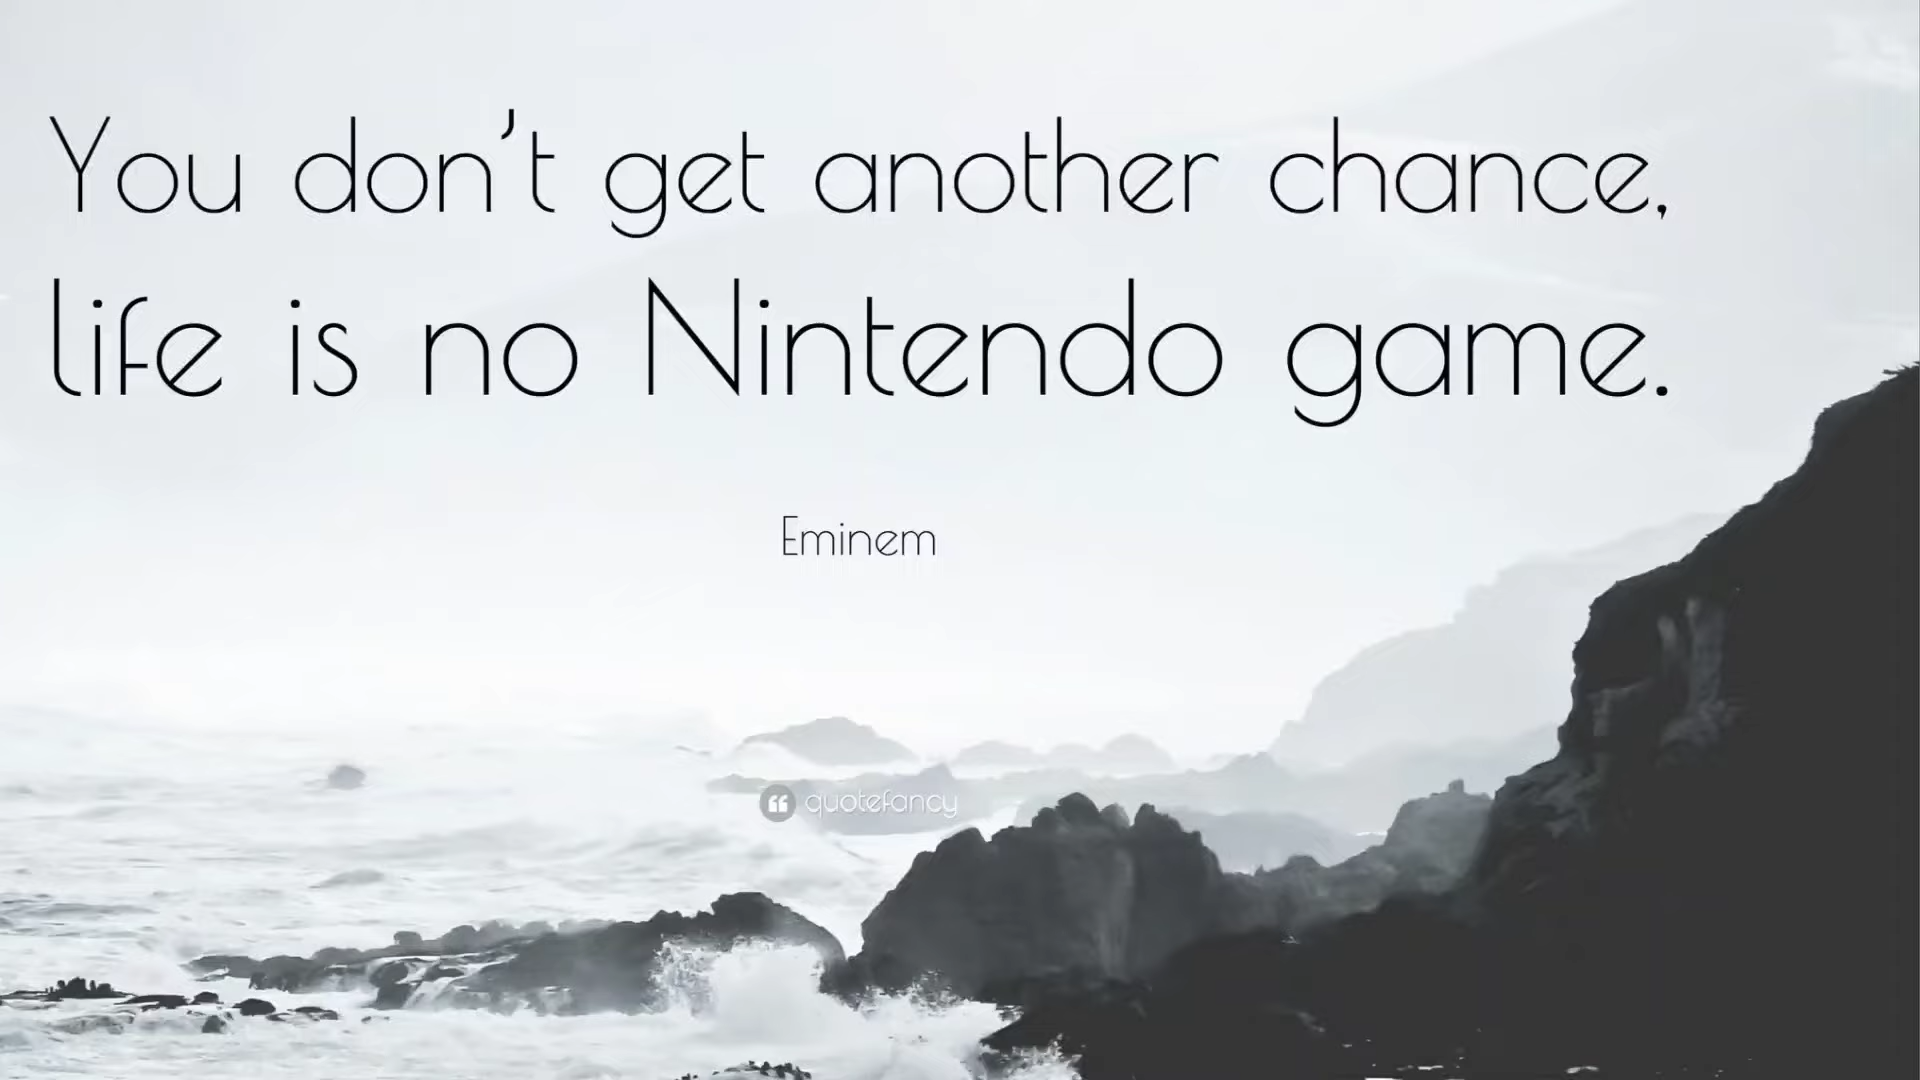 You don’t get another chance,
life is no Nintendo game.
Eminem
quotefancy